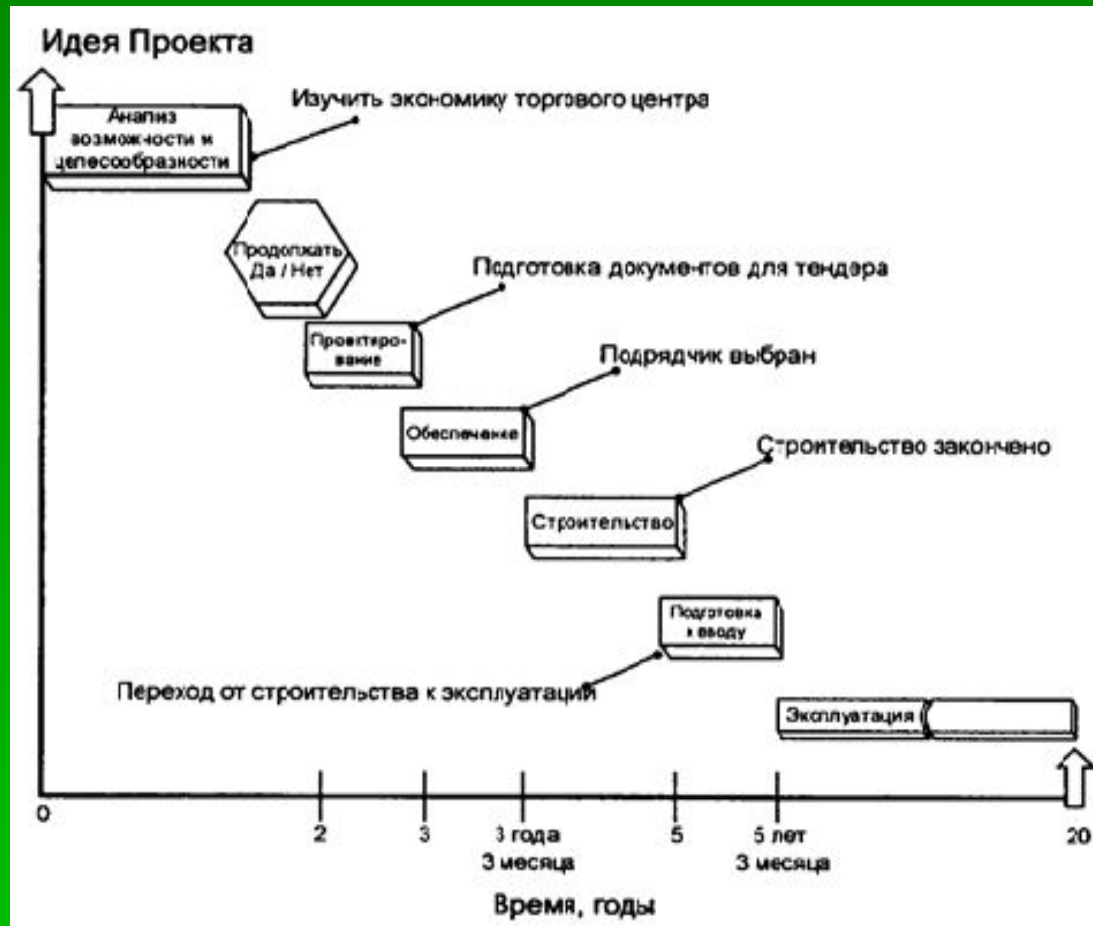 Идея Проекта
Изучить экономику торгового центра
Анализ
возможности и
целесообразности
Продолжать
Да / Нет
Подготовка документов для тендера
Проектиро-
вание
Подрядчик выбран
Обеспечение
Строительство закончено
Строительство
Подготовка
к вводу
Переход от строительства к эксплуатации
Эксплуатация
0
2
3
3 года
3 месяца
5
5 лет
3 месяца
20
Время, годы